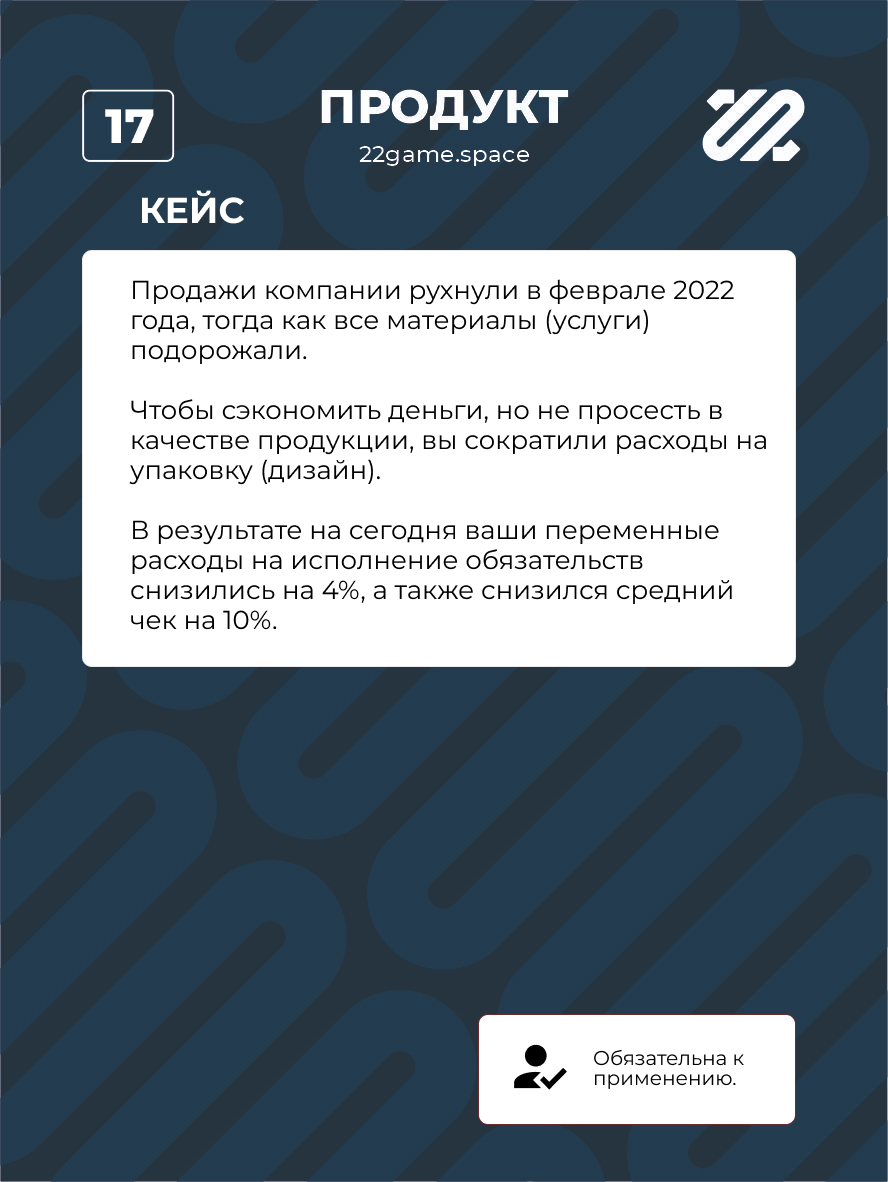 17
ПРОДУКТ
22game.space
КЕЙС
Продажи компании рухнули в феврале 2022
года, тогда как все материалы (услуги)
подорожали.
Чтобы сэкономить деньги, но не просесть в
качестве продукции, вы сократили расходы на
упаковку (дизайн).
В результате на сегодня ваши переменные
расходы на исполнение обязательств
снизились на 4%, а также снизился средний
чек на 10%.
Обязательна к
применению.